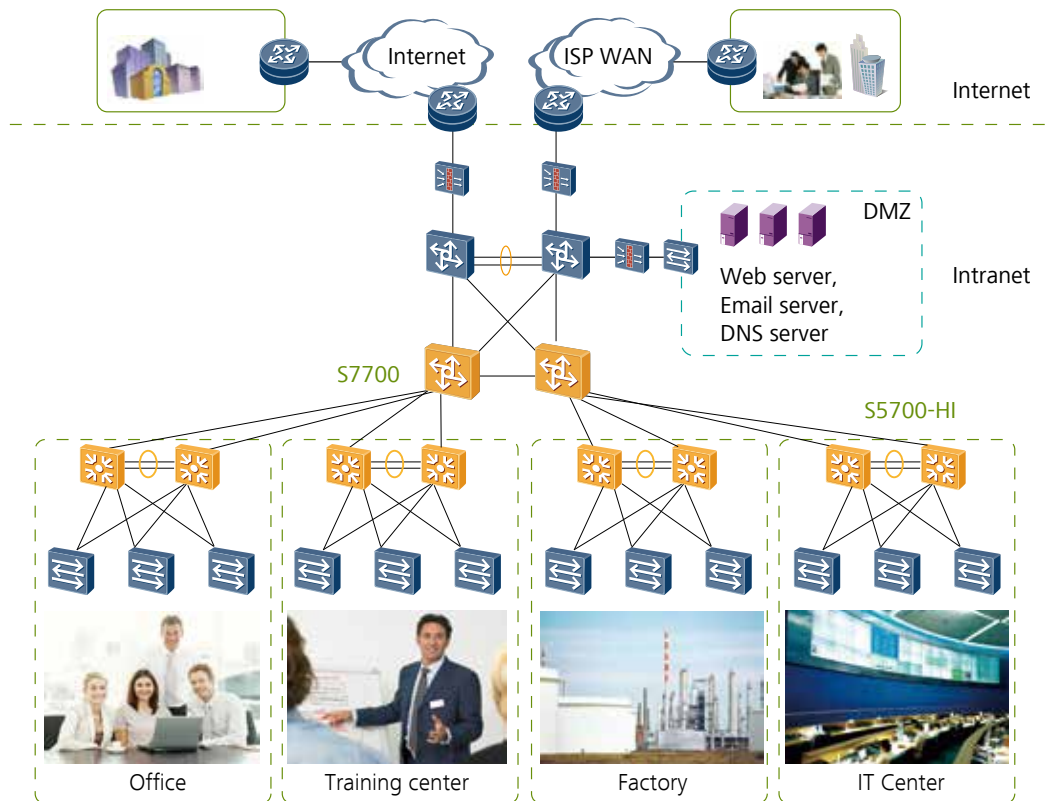 Internet
ISP WAN
Internet
DMZ
Web server,
Email server,
DNS server
Intranet
S7700
S5700-HI
Office
Training center
Factory
IT Center